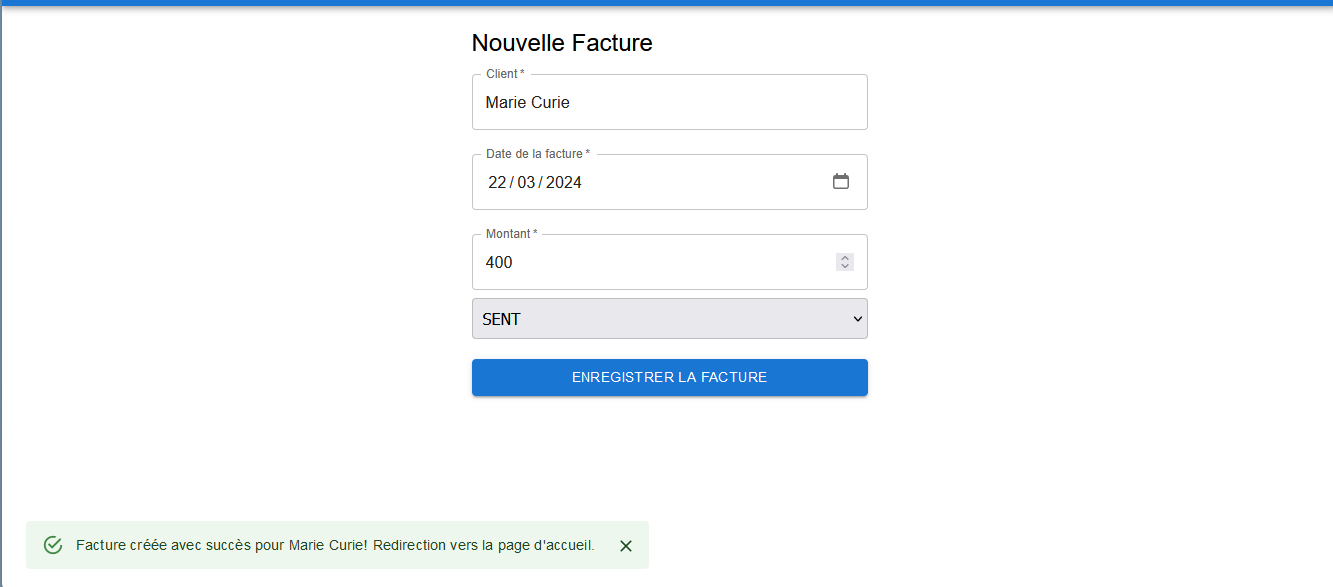 Nouvelle Facture
Client *
Marie Curie
Date de la facture *
22 / 03 / 2024
Montant *
400
SENT
ENREGISTRER LA FACTURE
Facture créée avec succès pour Marie Curie! Redirection vers la page d'accueil.